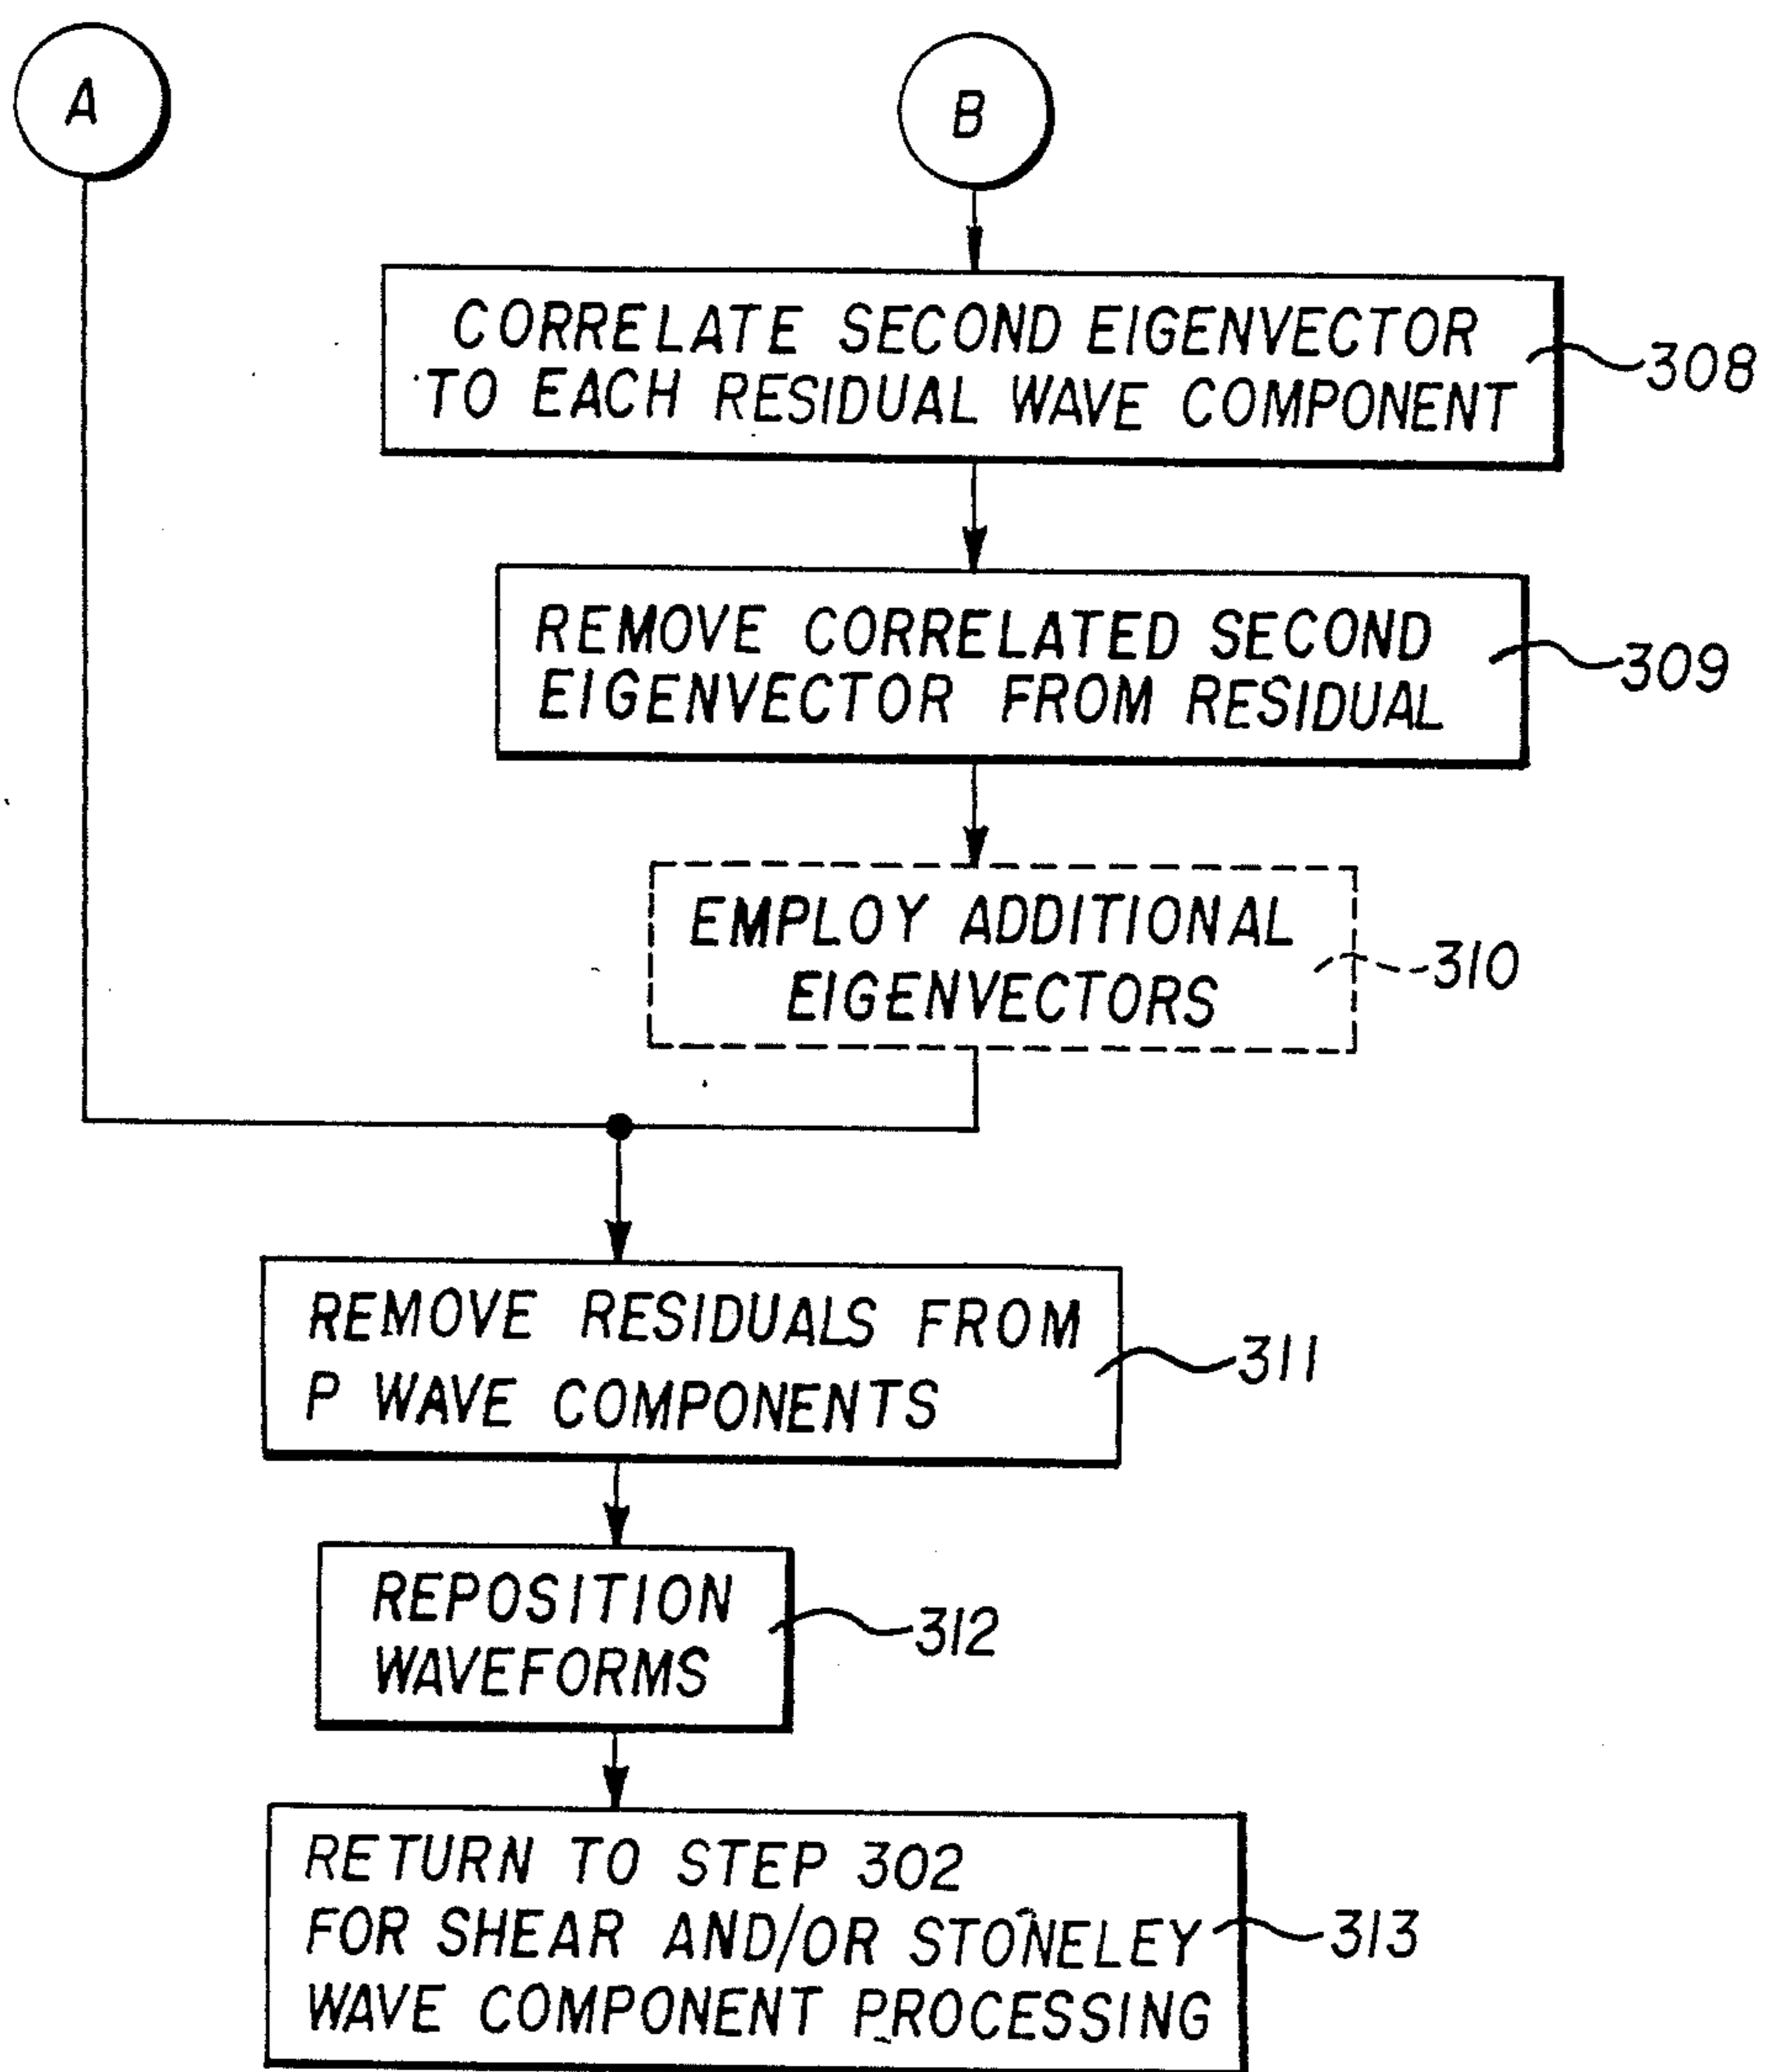 A
B
CORRELATE SECOND EIGENVECTOR
TO EACH RESIDUAL WAVE COMPONENT
308
REMOVE CORRELATED SECOND
EIGENVECTOR FROM RESIDUAL
309
EMPLOY ADDITIONAL
EIGENVECTORS
310
REMOVE RESIDUALS FROM
P WAVE COMPONENTS
311
REPOSITION
WAVEFORMS
312
RETURN TO STEP 302
FOR SHEAR AND/OR STONELEY
WAVE COMPONENT PROCESSING
313